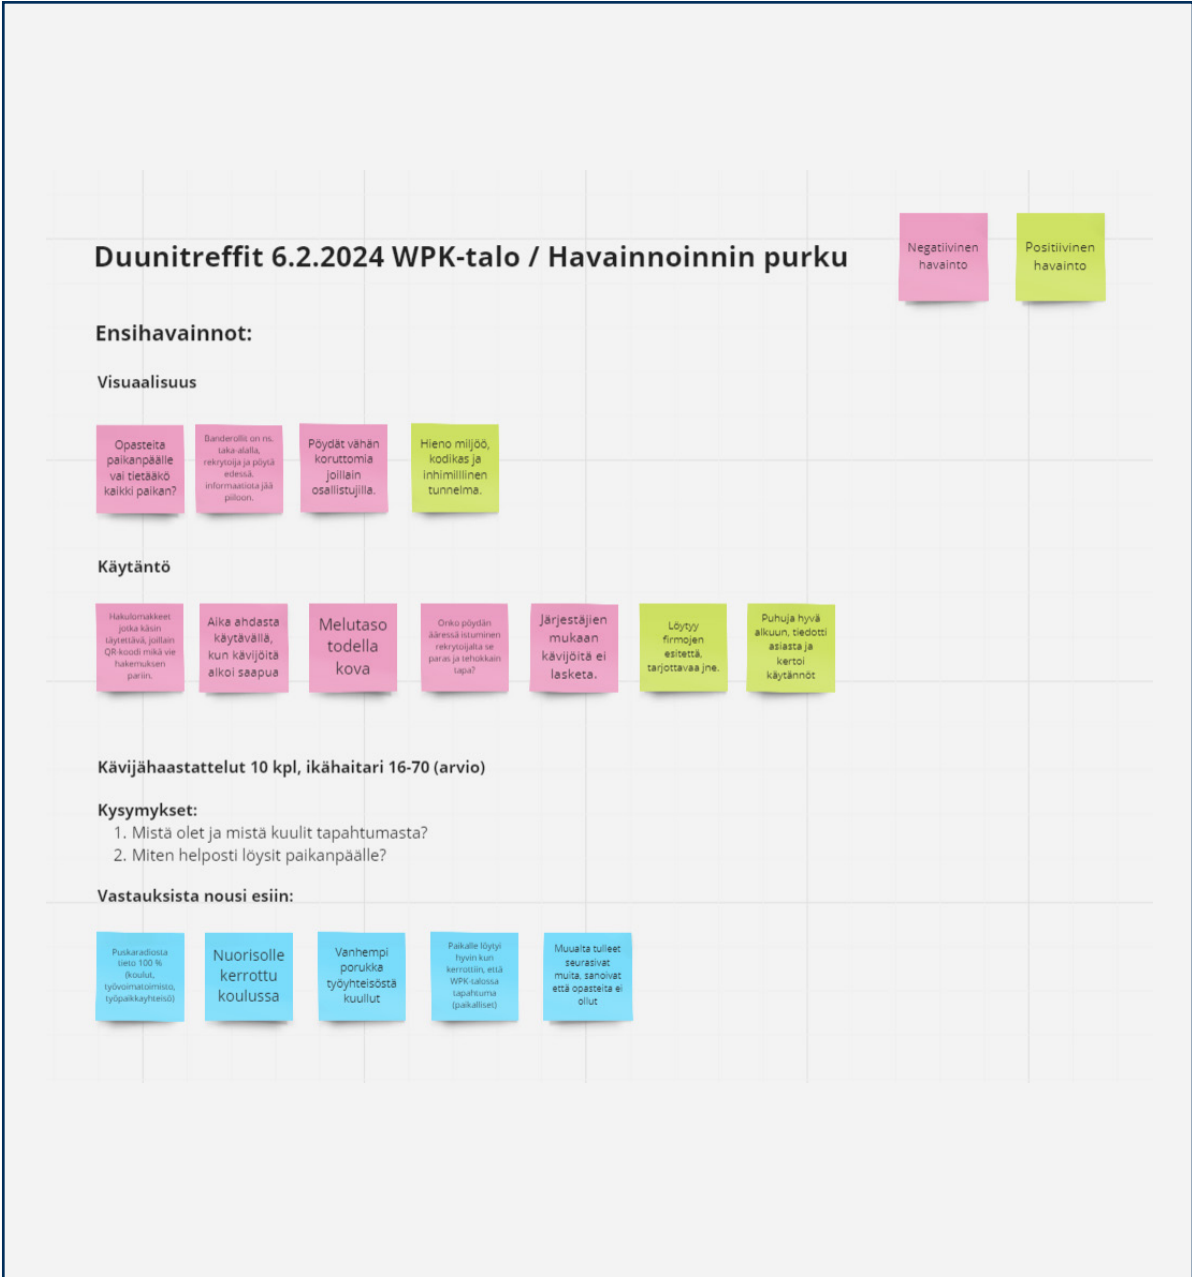 Duunitreffit 6.2.2024 WPK-talo / Havainnoinnin purku
Negatiivinen
havainto
Positiivinen
havainto
Ensihavainnot:
Visuaalisuus
Opasteita
paikanpäälle
vai tietääkö
kaikki paikan?
Banderollit on ns.
taka-alalla,
rekrytoija ja pöytä
edessä,
informaatiota jää
piiloon.
Pöydät vähän
koruttomia
joillain
osallistujilla.
Hieno miljöö,
kodikas ja
inhimilllinen
tunnelma.
Käytäntö
Hakulomakkeet
jotka käsin
täytettävä, joillain
QR-koodi mikä vie
hakemuksen
pariin.
Aika ahdasta
käytävällä,
kun kävijöitä
alkoi saapua
Melutaso
todella
kova
Onko pöydän
ääressä istuminen
rekrytoijalta se
paras ja tehokkain
tapa?
Järjestäjien
mukaan
kävijöitä ei
lasketa.
Löytyy
firmojen
esitettä,
tarjottavaa jne.
Puhuja hyvä
alkuun, tiedotti
asiasta ja
kertoi
käytännöt
Kävijähaastattelut 10 kpl, ikähaitari 16-70 (arvio)
Kysymykset:
1. Mistä olet ja mistä kuulit tapahtumasta?
2. Miten helposti löysit paikanpäälle?
Vastauksista nousi esiin:
Puskaradiosta
tieto 100 %
(koulut,
työvoimatoimisto,
työpaikkayhteisö)
Nuorisolle
kerrottu
koulussa
Vanhempi
porukka
työyhteisöstä
kuullut
Paikalle löytyi
hyvin kun
kerrottiin, että
WPK-talossa
tapahtuma
(paikalliset)
Muualta tulleet
seurasivat
muita, sanoivat
että opasteita ei
ollut